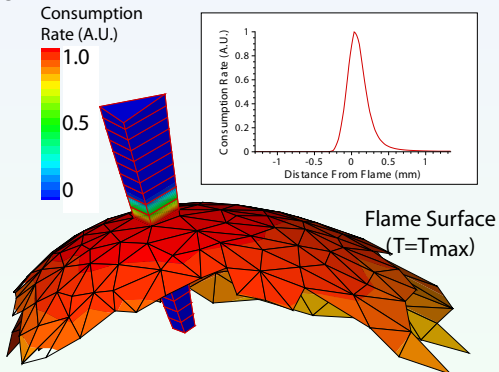 Consumption
Rate (A.U.)
1.0
0.5
0
Consumption Rate (A.U.)
1
0.8
0.6
0.4
0.2
0
-1
-0.5
0
0.5
1
Distance From Flame (mm)
Flame Surface
(T=Tmax)